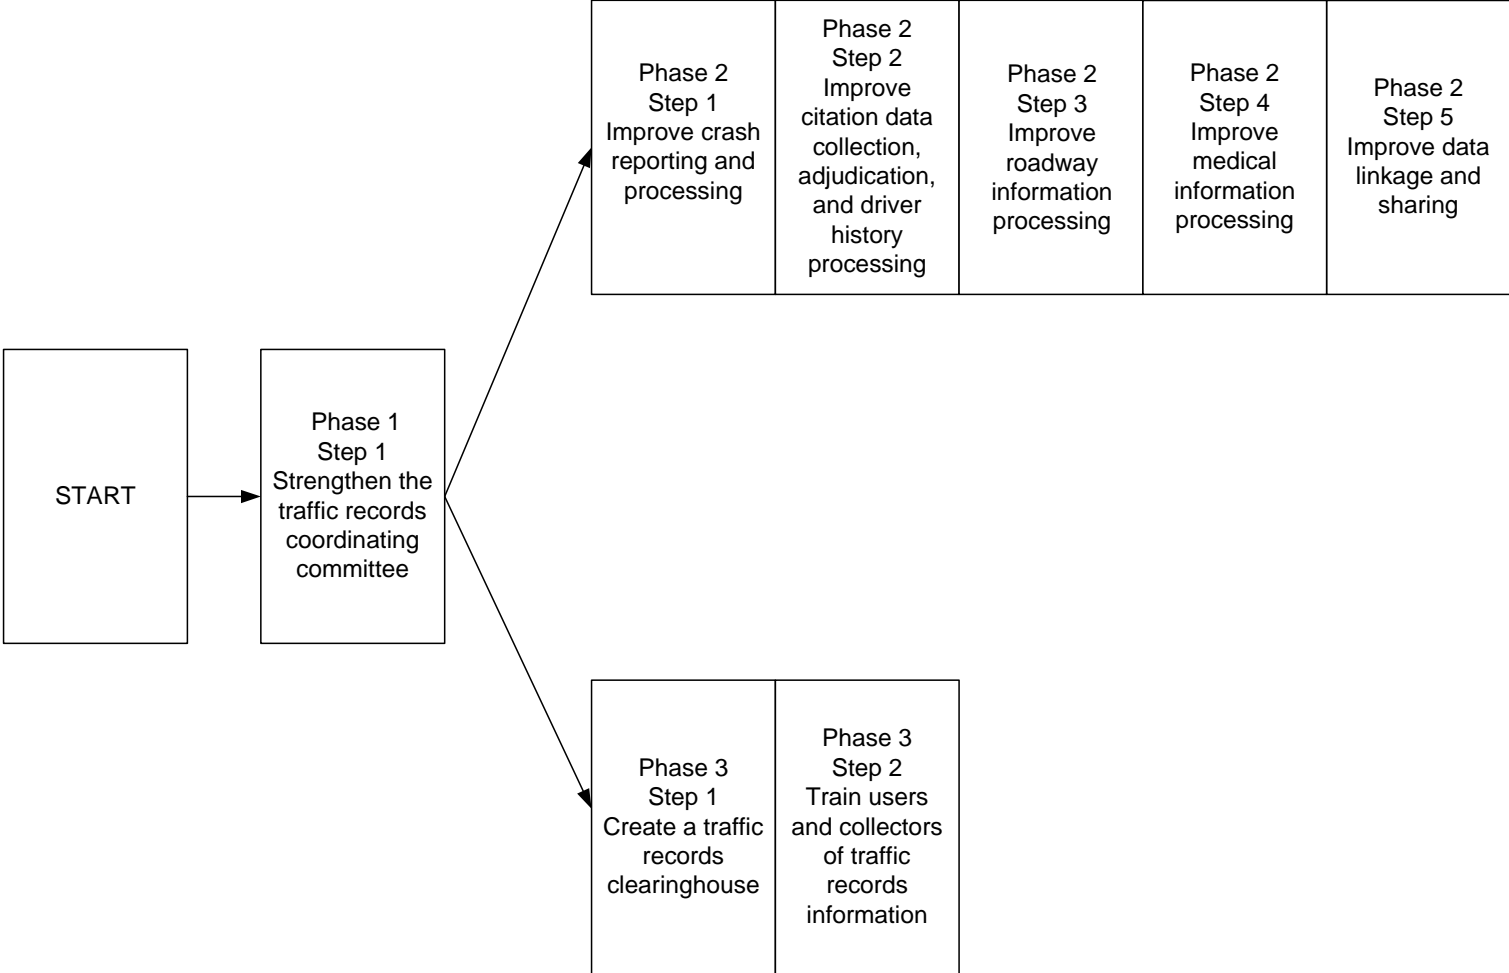 START
Phase 1
Step 1
Strengthen the
traffic records
coordinating
committee
Phase 2
Step 1
Improve crash
reporting and
processing
Phase 2
Step 2
Improve
citation data
collection,
adjudication,
and driver
history
processing
Phase 2
Step 3
Improve
roadway
information
processing
Phase 2
Step 4
Improve
medical
information
processing
Phase 2
Step 5
Improve data
linkage and
sharing
Phase 3
Step 1
Create a traffic
records
clearinghouse
Phase 3
Step 2
Train users
and collectors
of traffic
records
information